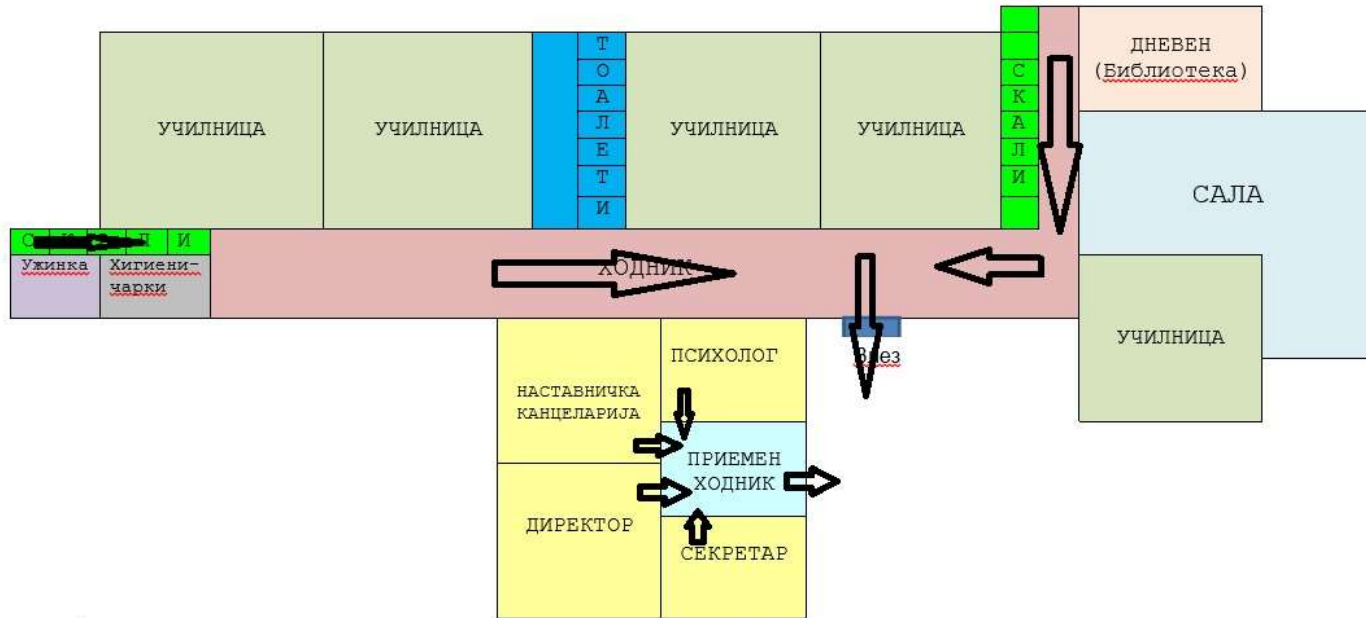 ДНЕВЕН
(Библиотека)
УЧИЛНИЦА
УЧИЛНИЦА
ТОАЛЕТИ
УЧИЛНИЦА
УЧИЛНИЦА
СКАЛИ
САЛА
Ужинка
Хигиени-
чарки
ХОДНИК
УЧИЛНИЦА
ПСИХОЛОГ
НАСТАВНИЧКА
КАНЦЕЛАРИЈА
ПРИЕМЕН
ХОДНИК
ДИРЕКТОР
СЕКРЕТАР